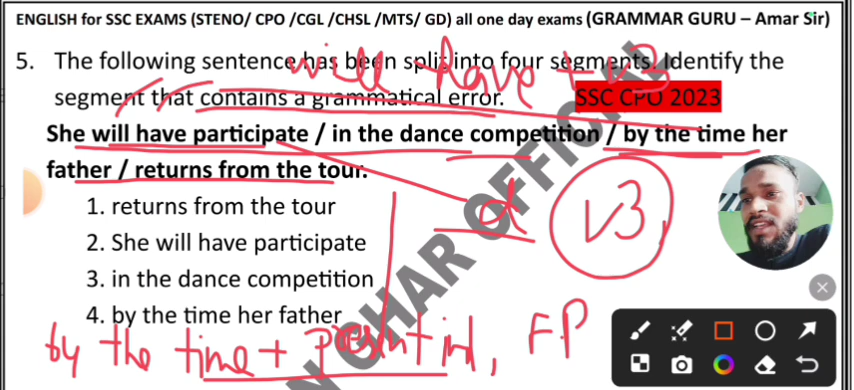 ENGLISH for SSC EXAMS (STENO/ CPO /CGL /CHSL /MTS/ GD) all one day exams (GRAMMAR GURU – Amar Sir)
5. The following sentence has been split into four segments. Identify the
segment that contains a grammatical error. SSC CPO 2023
will have + v3
She will have participate / in the dance competition / by the time her
father / returns from the tour.
1. returns from the tour
2. She will have participate
3. in the dance competition
4. by the time her father
d V3
by the time + present ind, FP
CHAR OFFICIAL